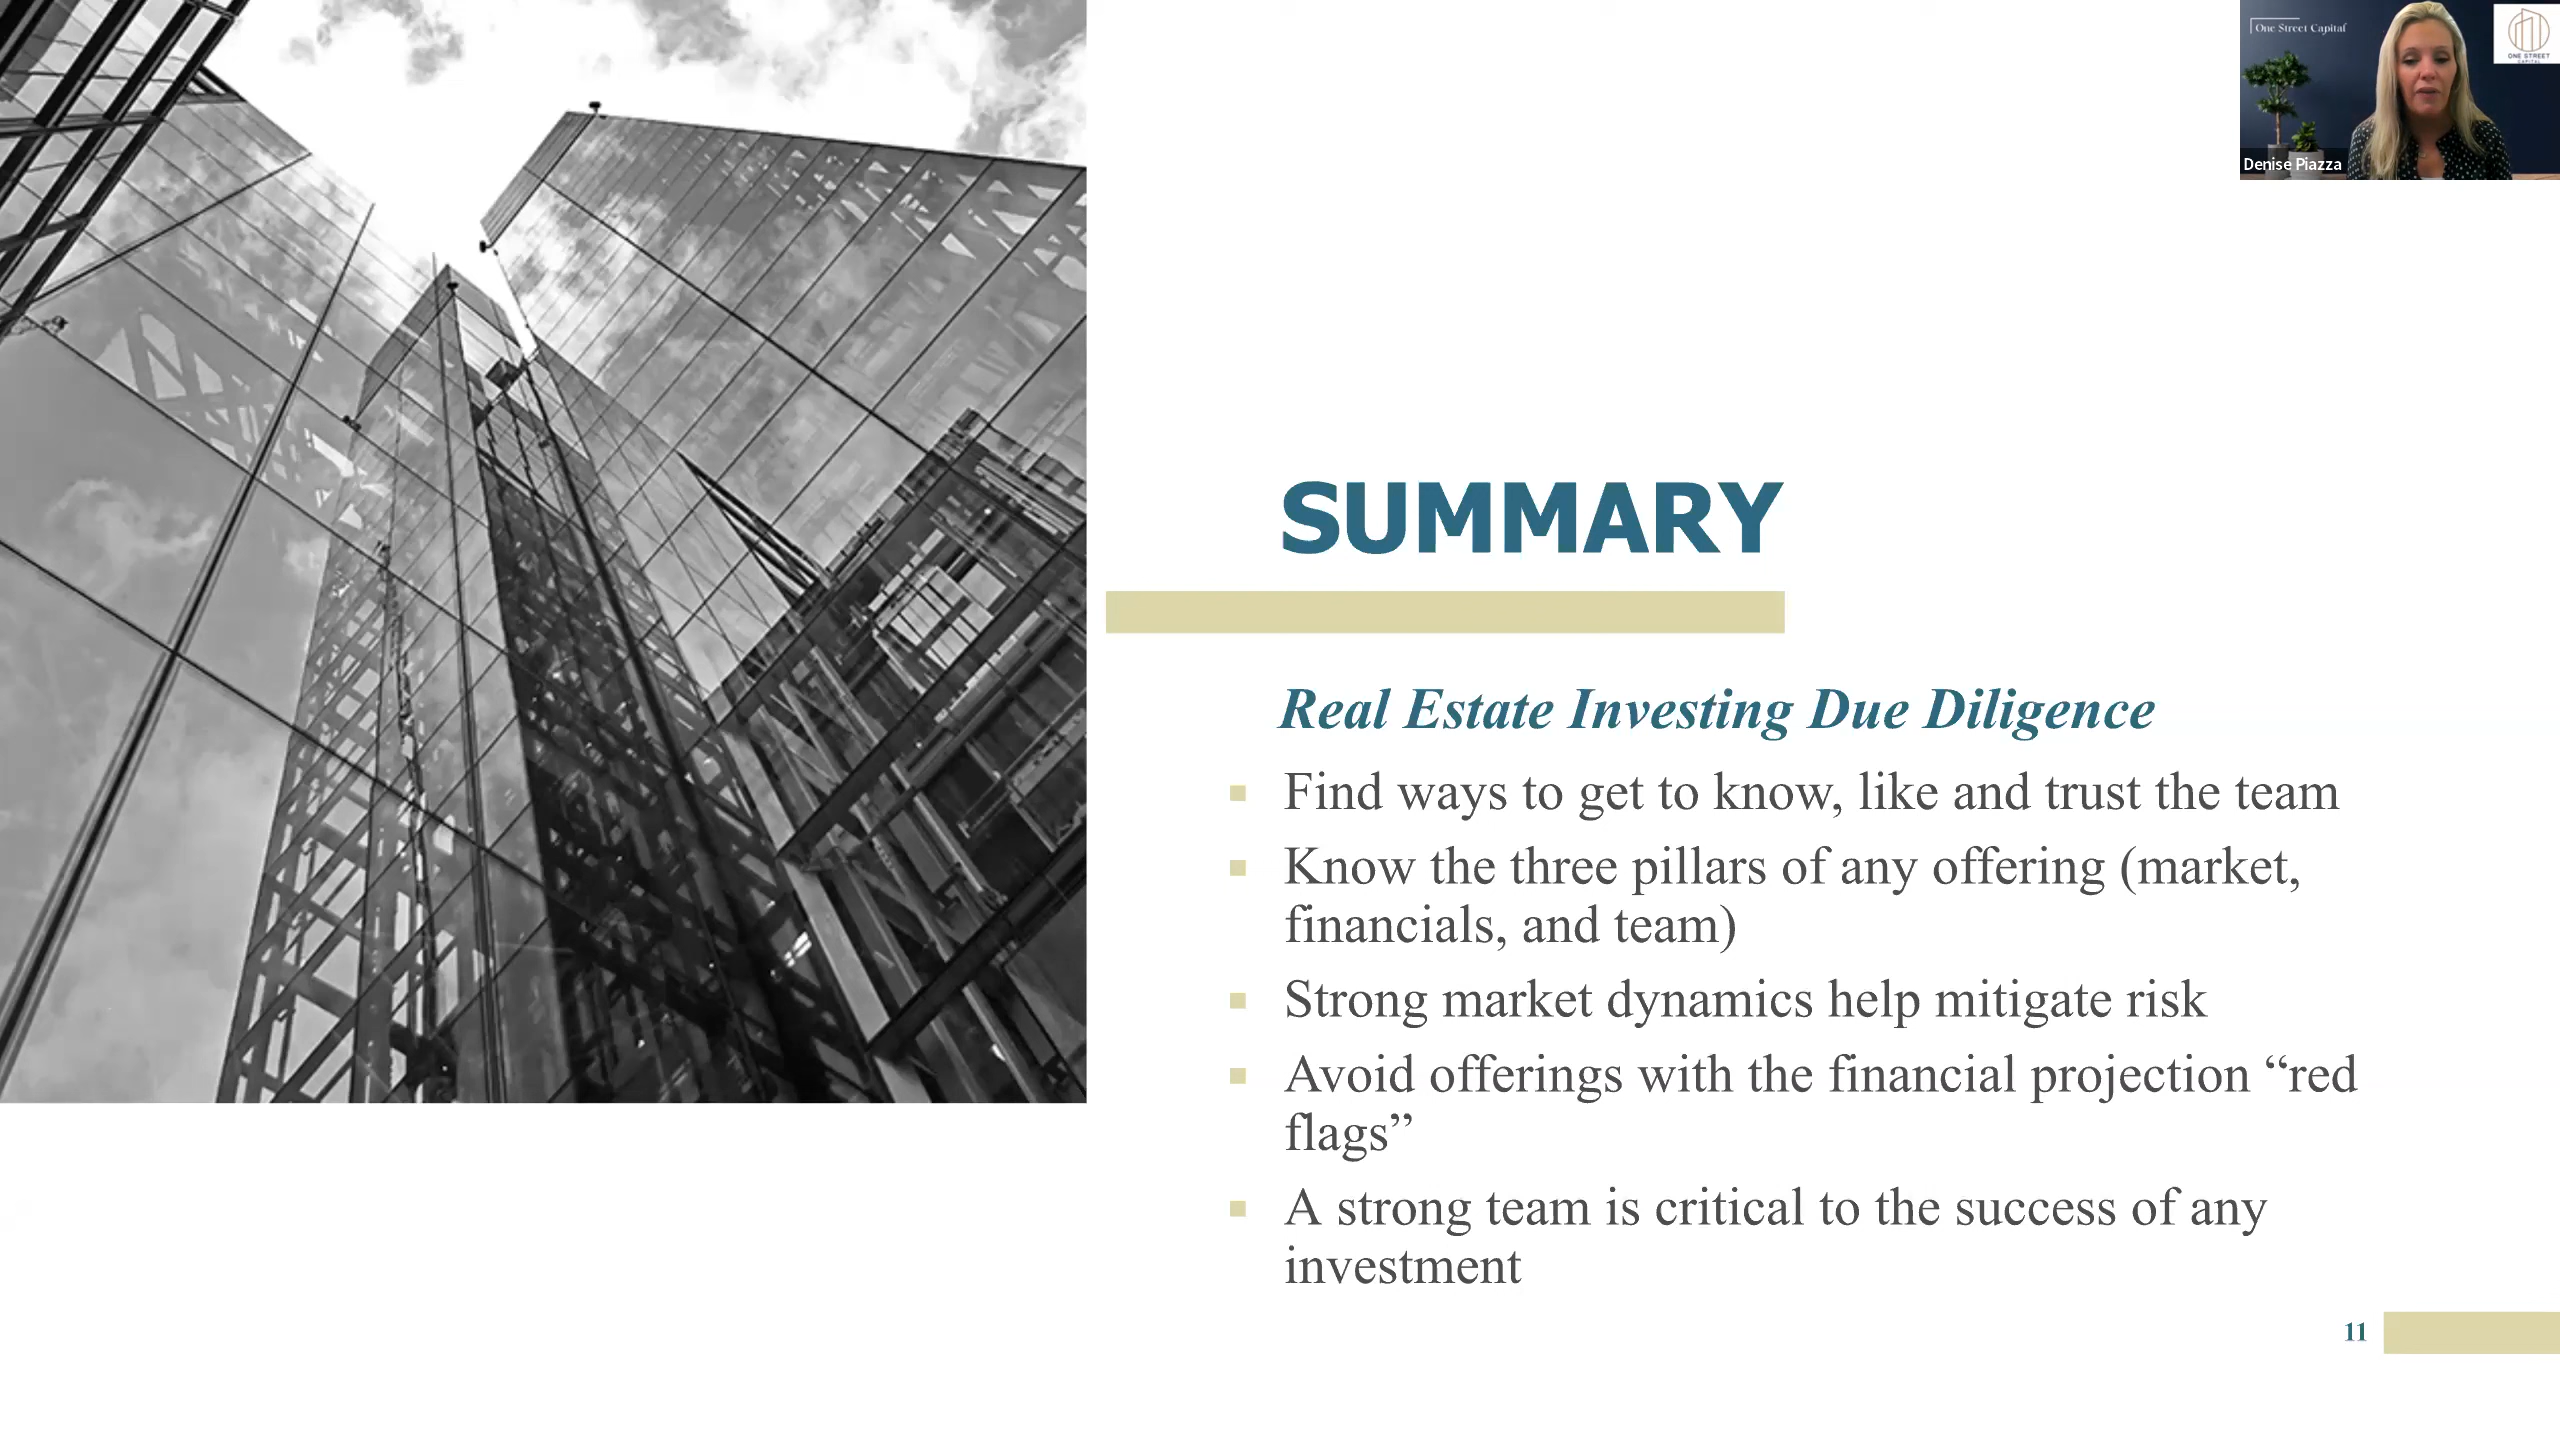 One Street Capital
ONE STREET
CAPITAL
Denise Piazza
SUMMARY
Real Estate Investing Due Diligence
Find ways to get to know, like and trust the team
Know the three pillars of any offering (market,
financials, and team)
Strong market dynamics help mitigate risk
Avoid offerings with the financial projection “red
flags”
A strong team is critical to the success of any
investment
11